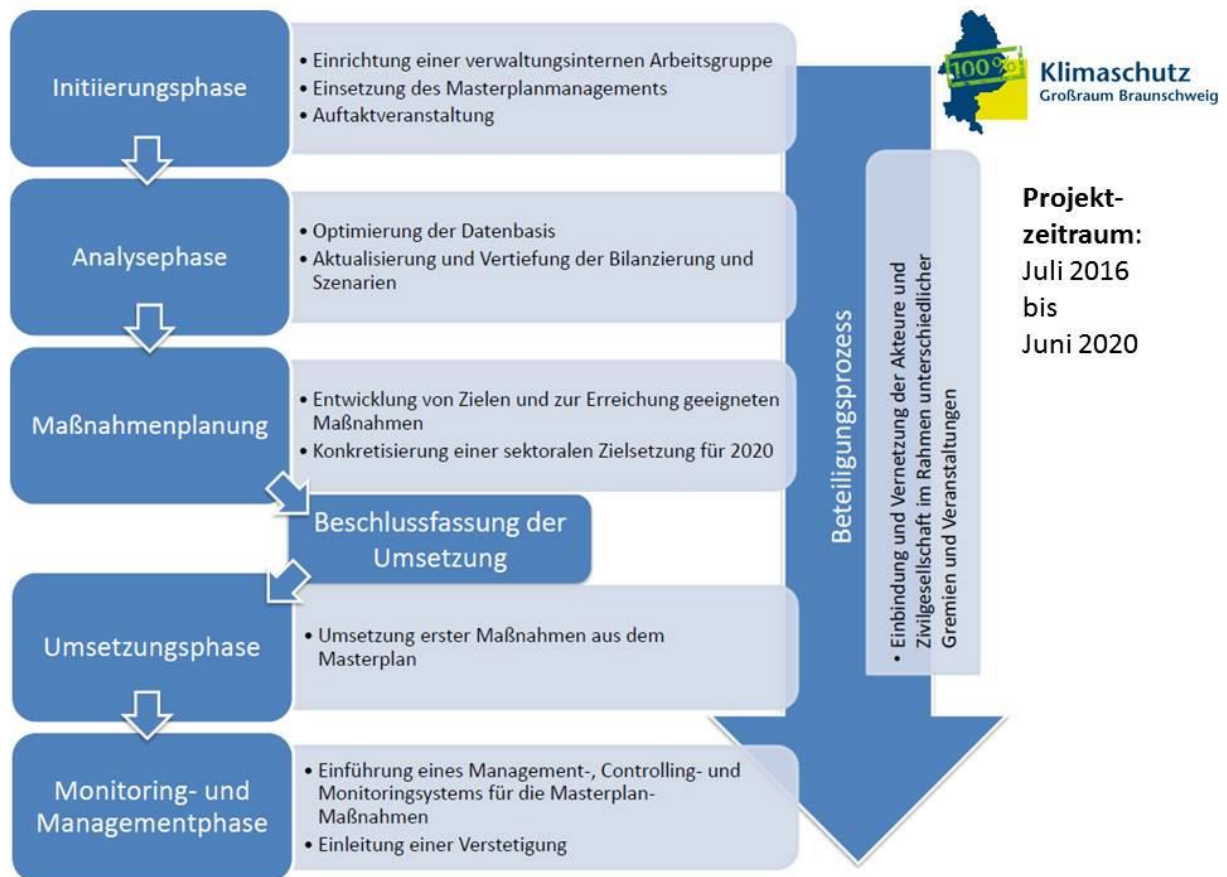 Initiierungsphase
• Einrichtung einer verwaltungsinternen Arbeitsgruppe
• Einsetzung des Masterplanmanagements
• Auftaktveranstaltung
Analysephase
• Optimierung der Datenbasis
• Aktualisierung und Vertiefung der Bilanzierung und
Szenarien
Maßnahmenplanung
• Entwicklung von Zielen und zur Erreichung geeigneten
Maßnahmen
• Konkretisierung einer sektoralen Zielsetzung für 2020
Beschlussfassung der
Umsetzung
Umsetzungsphase
• Umsetzung erster Maßnahmen aus dem
Masterplan
Monitoring- und
Managementphase
• Einführung eines Management-, Controlling- und
Monitoringsystems für die Masterplan-
Maßnahmen
• Einleitung einer Verstetigung
Beteiligungsprozess
• Einbindung und Vernetzung der Akteure und
Zivilgesellschaft im Rahmen unterschiedlicher
Gremien und Veranstaltungen
100%
Klimaschutz
Großraum Braunschweig
Projekt-
zeitraum:
Juli 2016
bis
Juni 2020